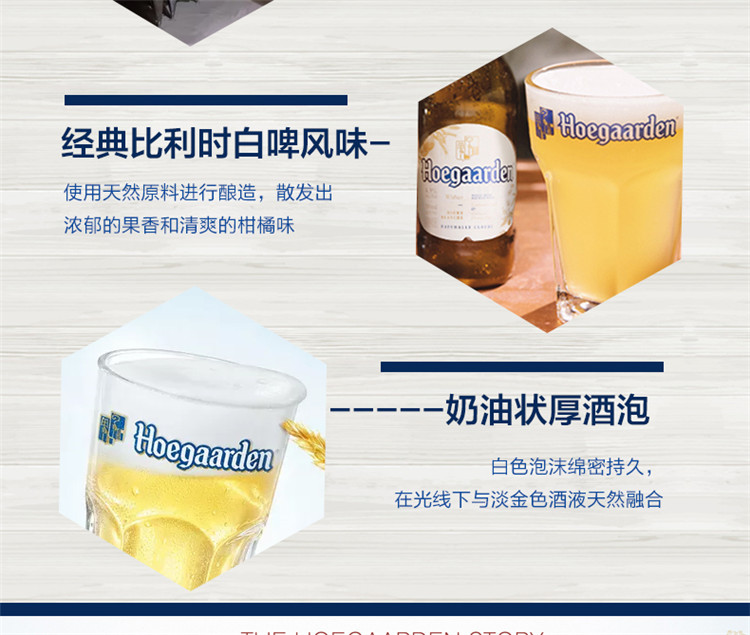 经典比利时白啤风味-
使用天然原料进行酿造，散发出
浓郁的果香和清爽的柑橘味
Hoegaarden
Hoegaarden
Hoegaarden
-----奶油状厚酒泡
白色泡沫绵密持久，
在光线下与淡金色酒液天然融合
THE HOEGAARDEN STORY